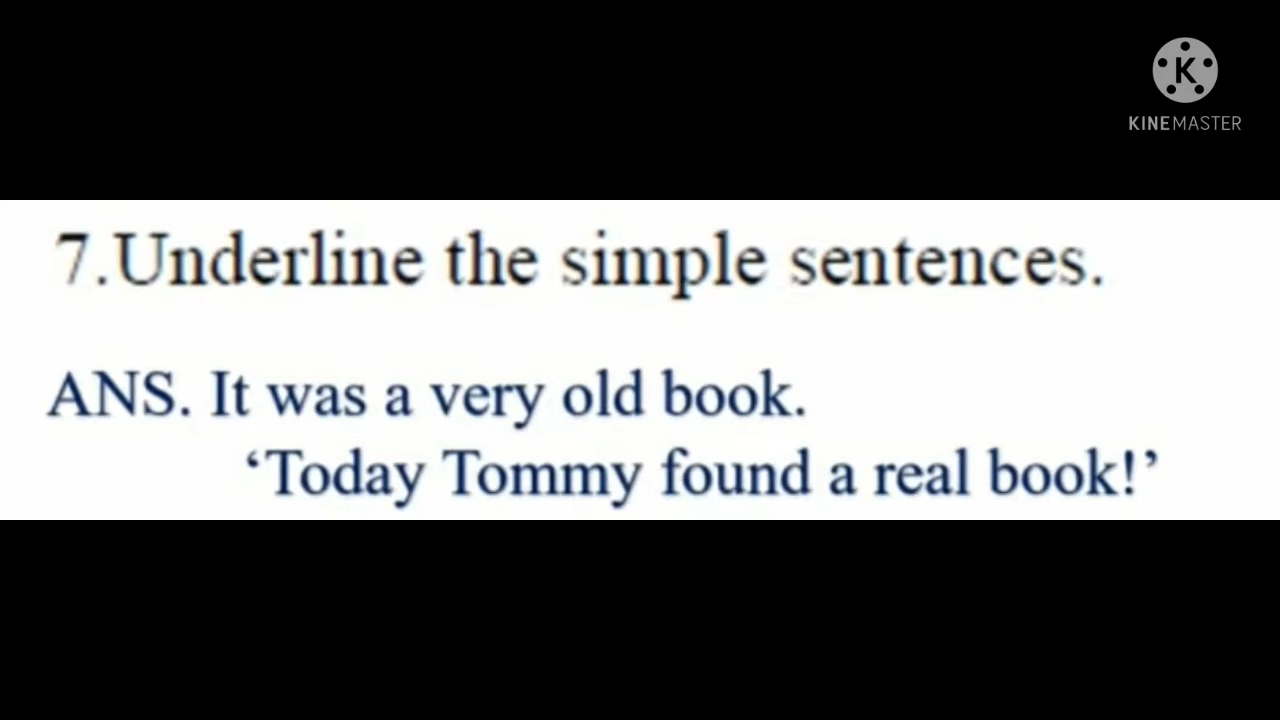 K
KINEMASTER
7.Underline the simple sentences.
ANS. It was a very old book.
‘Today Tommy found a real book!’